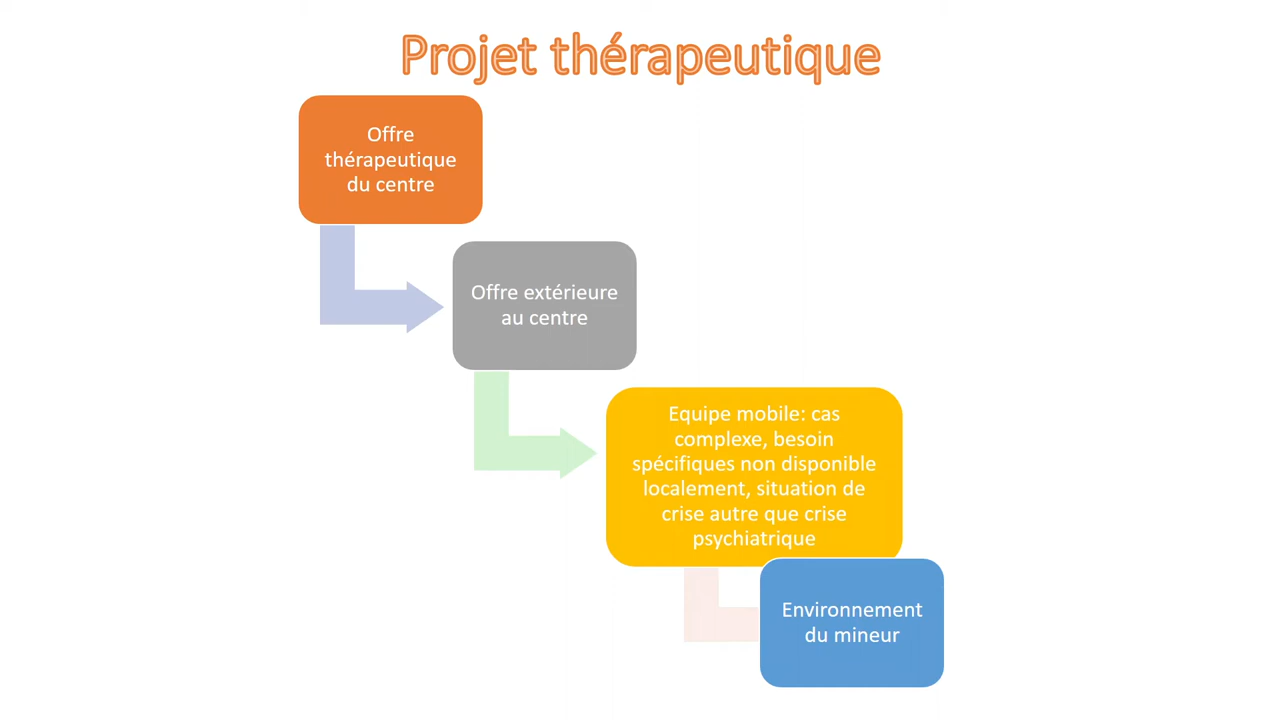 Projet thérapeutique
Offre
thérapeutique
du centre
Offre extérieure
au centre
Equipe mobile: cas
complexe, besoin
spécifiques non disponible
localement, situation de
crise autre que crise
psychiatrique
Environnement
du mineur